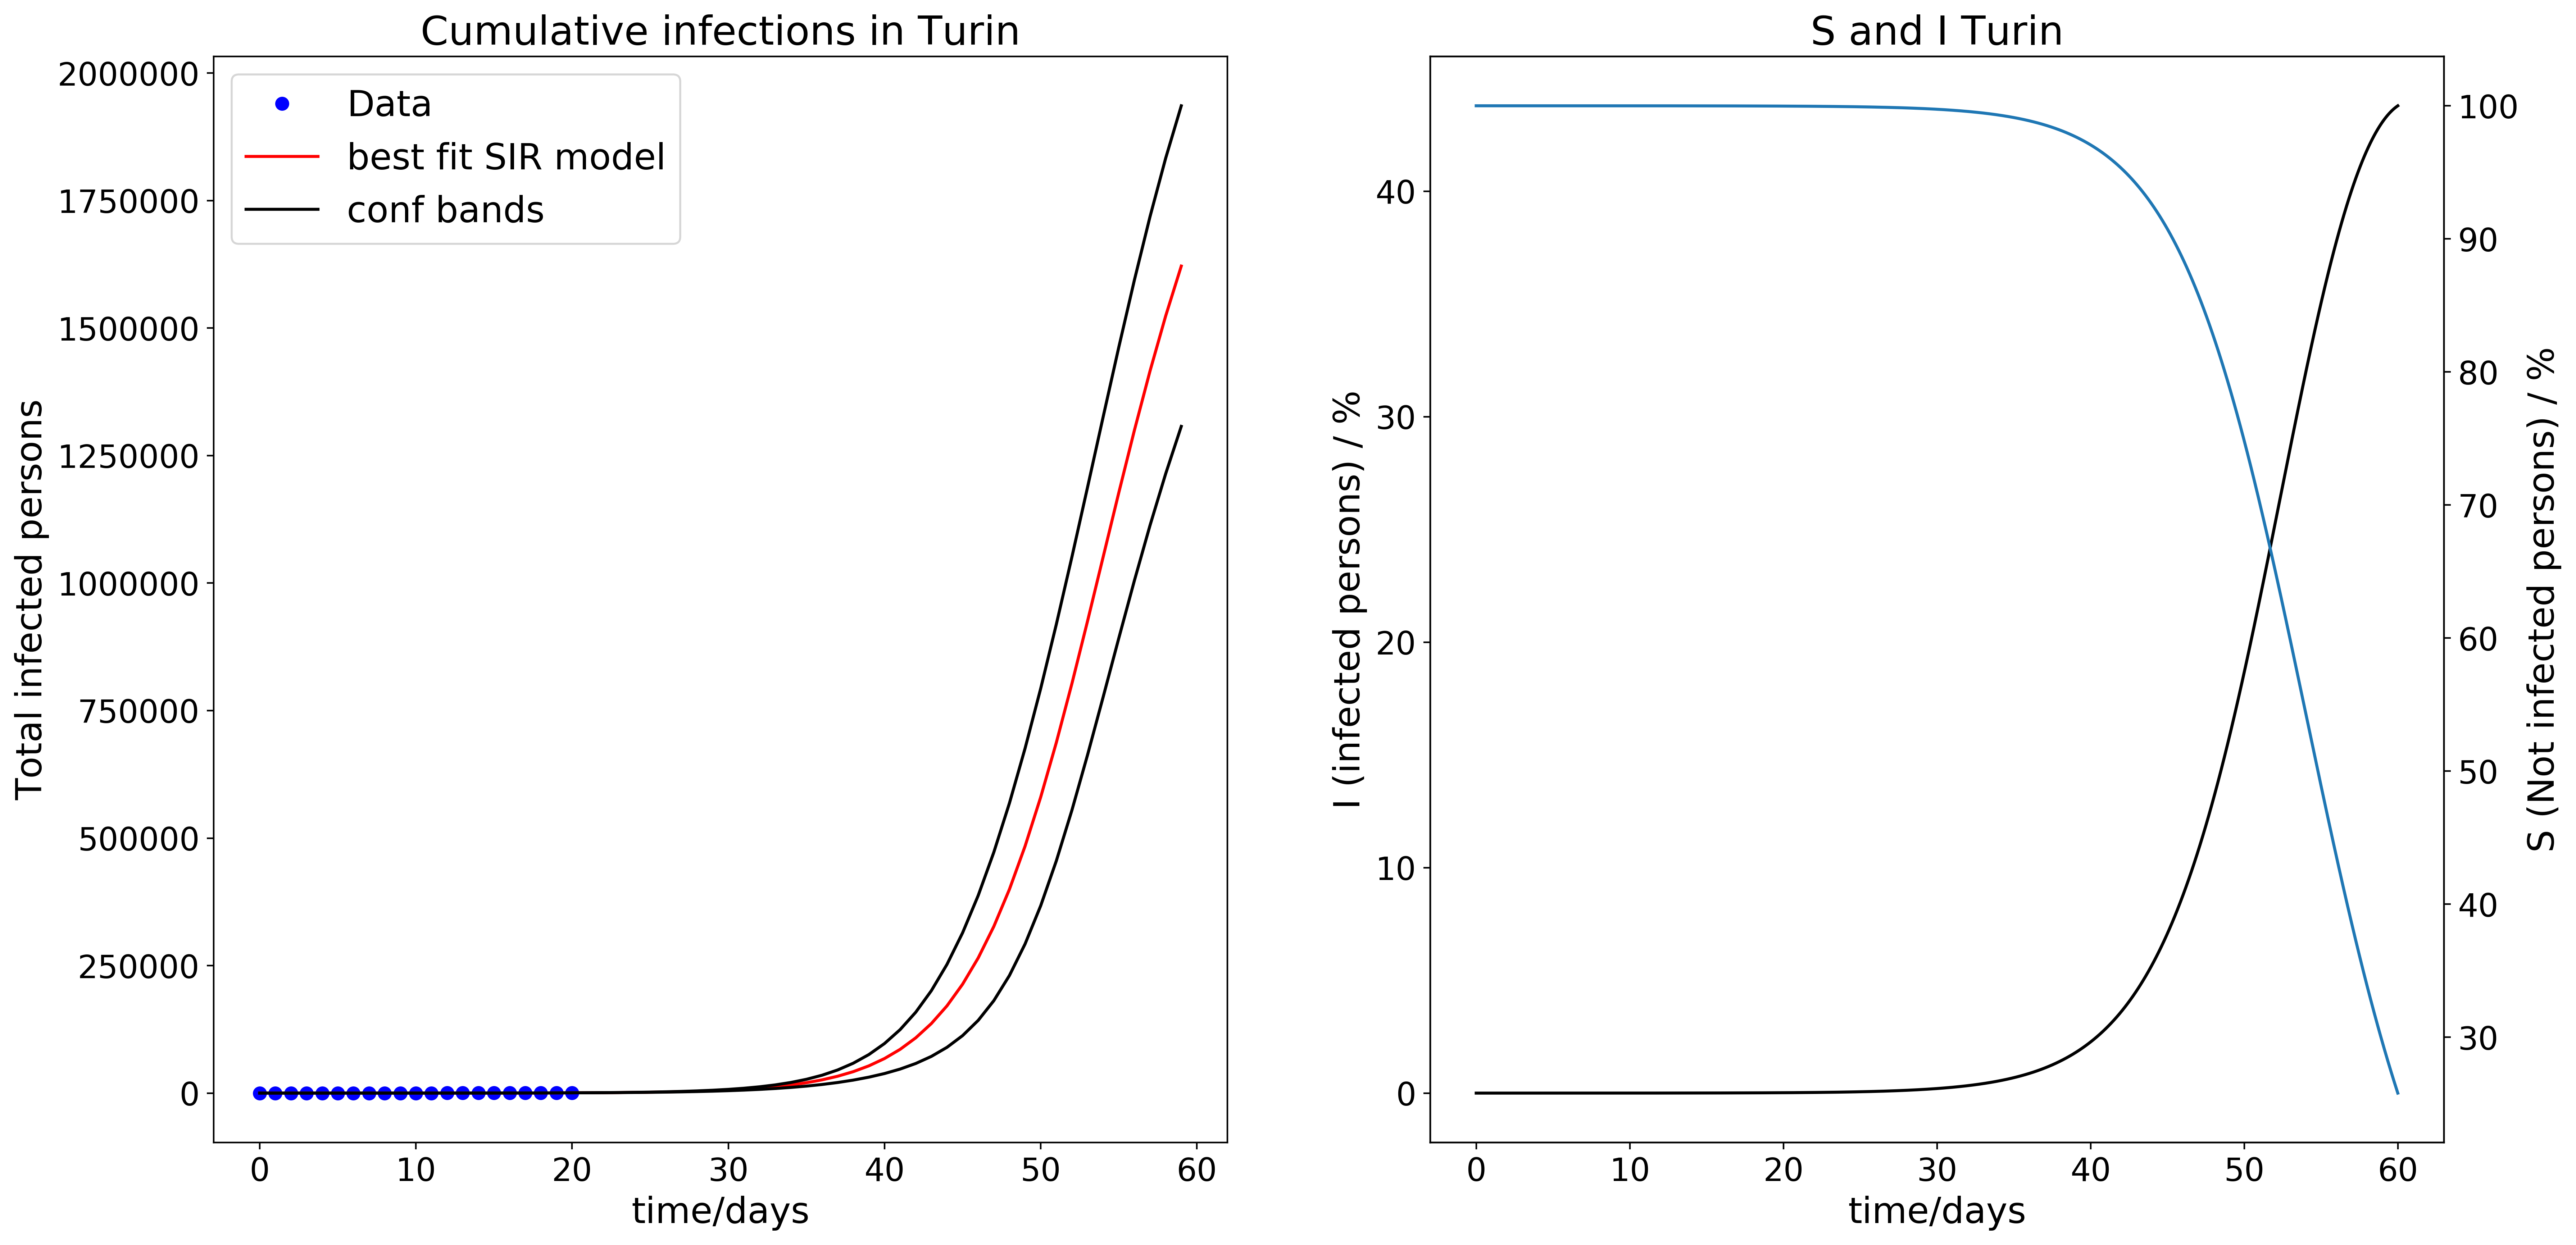 Cumulative infections in Turin
Data
best fit SIR model
conf bands
Total infected persons
2000000
1750000
1500000
1250000
1000000
750000
500000
250000
0
0 10 20 30 40 50 60
time/days
S and I Turin
I (infected persons) / %
40
30
20
10
0
0 10 20 30 40 50 60
time/days
100
90
80
70
60
50
40
30
S (Not infected persons) / %